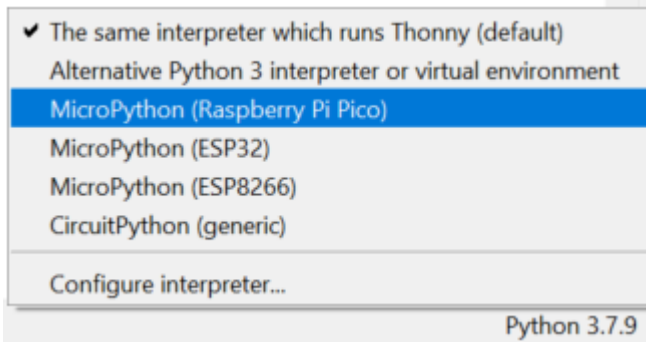 The same interpreter which runs Thonny (default)
Alternative Python 3 interpreter or virtual environment
MicroPython (Raspberry Pi Pico)
MicroPython (ESP32)
MicroPython (ESP8266)
CircuitPython (generic)
Configure interpreter...
Python 3.7.9